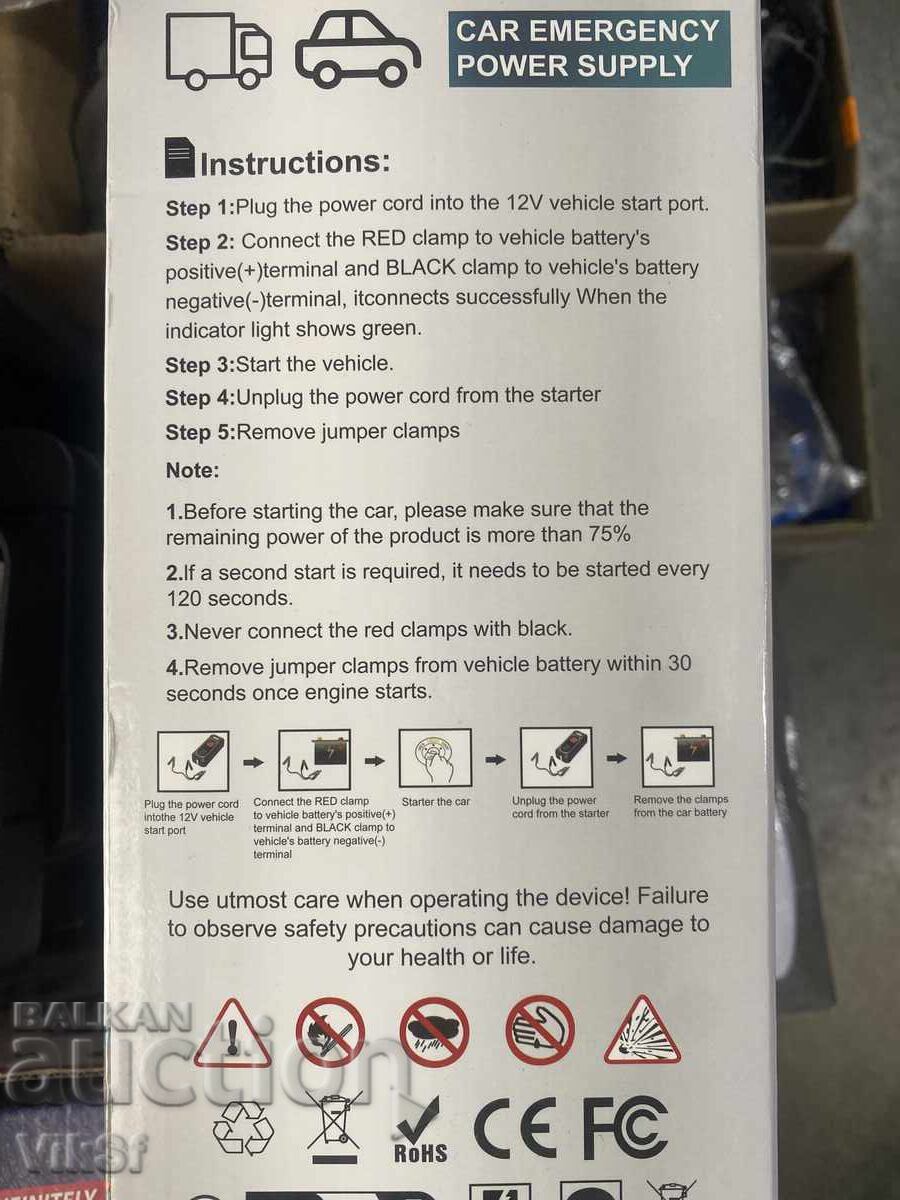 CAR EMERGENCY
POWER SUPPLY
Instructions:
Step 1:Plug the power cord into the 12V vehicle start port.
Step 2: Connect the RED clamp to vehicle battery's
positive(+)terminal and BLACK clamp to vehicle's battery
negative(-)terminal, itconnects successfully When the
indicator light shows green.
Step 3:Start the vehicle.
Step 4:Unplug the power cord from the starter
Step 5:Remove jumper clamps
Note:
1.Before starting the car, please make sure that the
remaining power of the product is more than 75%
2.If a second start is required, it needs to be started every
120 seconds.
3.Never connect the red clamps with black.
4.Remove jumper clamps from vehicle battery within 30
seconds once engine starts.
Plug the power cord
intothe 12V vehicle
start port
Connect the RED clamp
to vehicle battery's positive(+)
terminal and BLACK clamp to
vehicle's battery negative(-)
terminal
Starter the car
Unplug the power
cord from the starter
Remove the clamps
from the car battery
Use utmost care when operating the device! Failure
to observe safety precautions can cause damage to
your health or life.
BALKAN
auction
RoHS
CE
FC